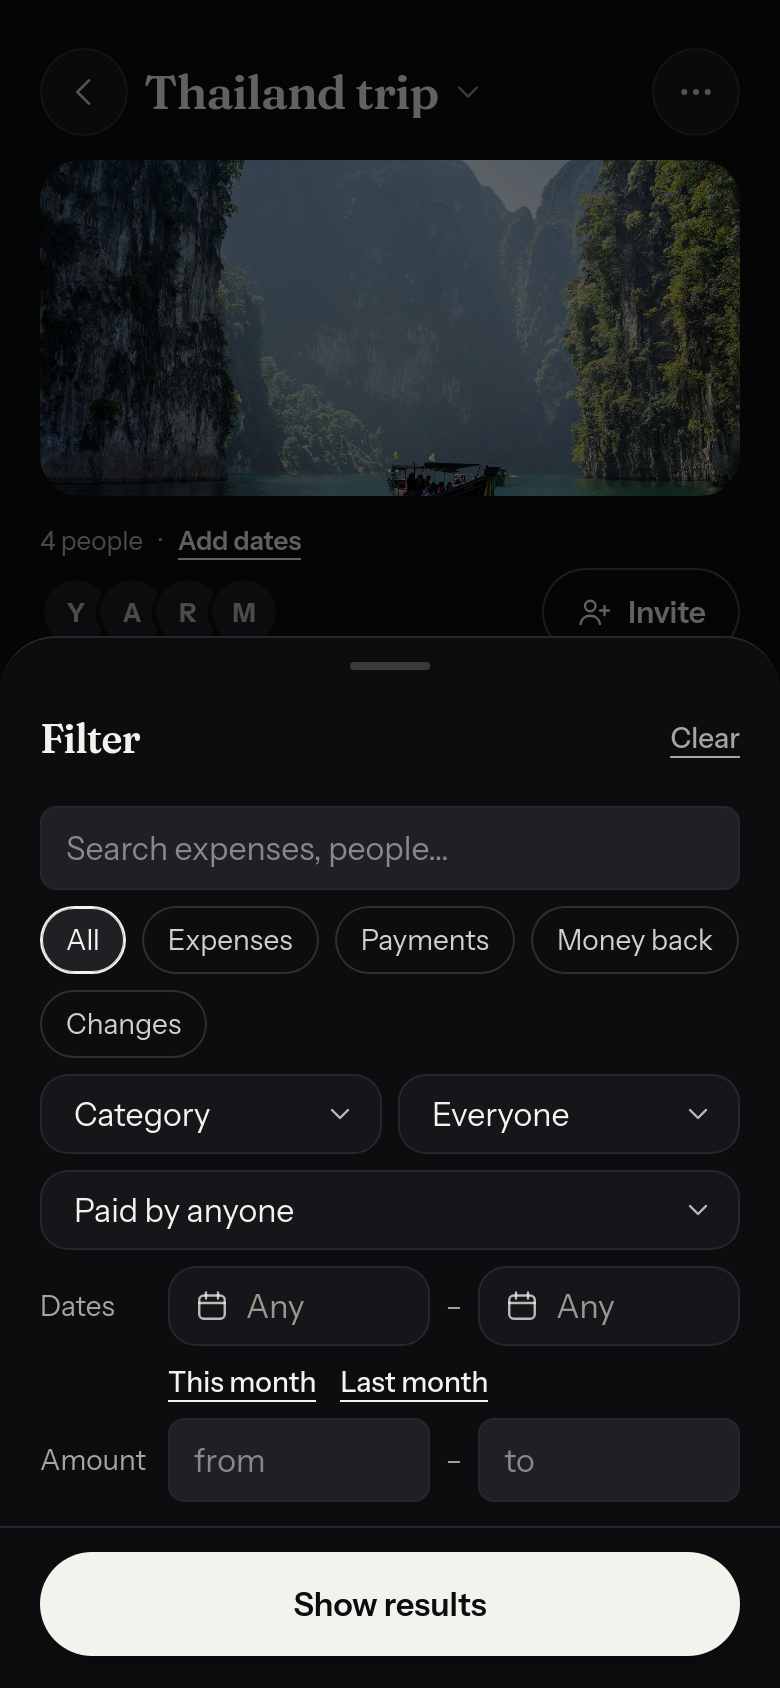 Thailand trip
4 people · Add dates
Y A R M
Invite
Filter
Clear
Search expenses, people...
All Expenses Payments Money back
Changes
Category Everyone
Paid by anyone
Dates Any – Any
This month Last month
Amount from – to
Show results